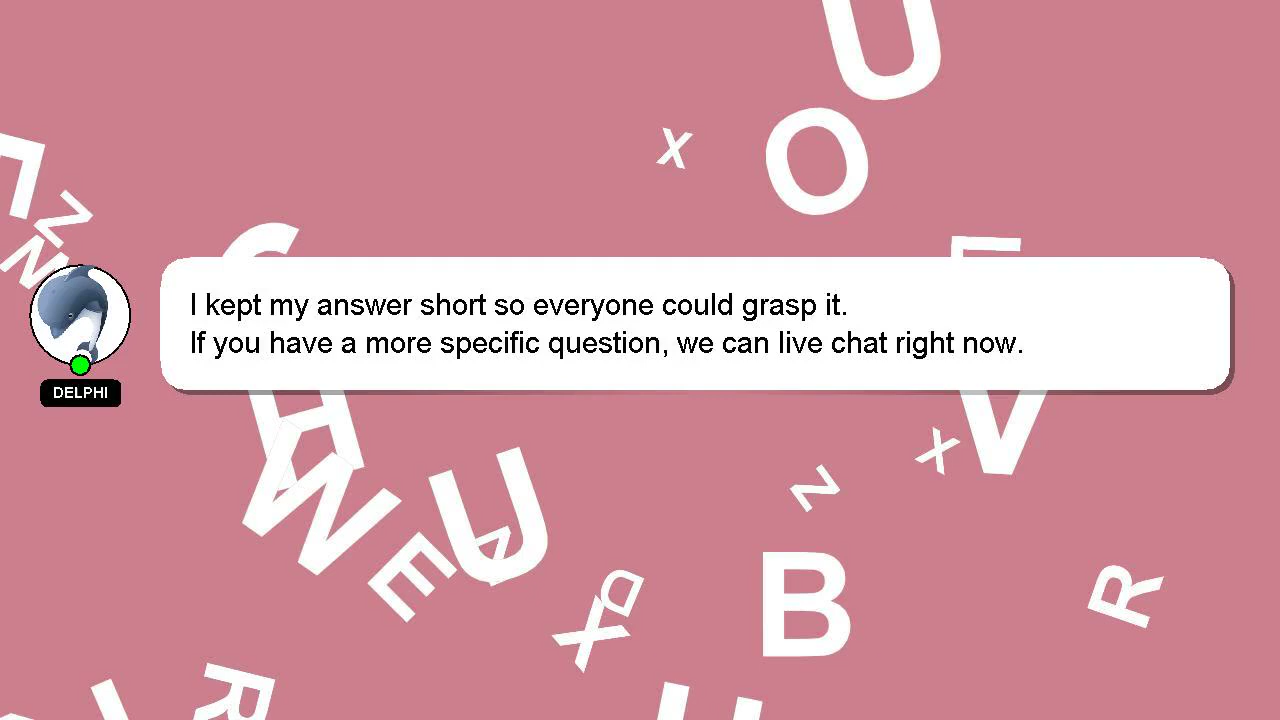 I kept my answer short so everyone could grasp it.
If you have a more specific question, we can live chat right now.
DELPHI
U
O
X
Z
N
H
W
E
U
Z
D
X
B
N
X
V
R
R